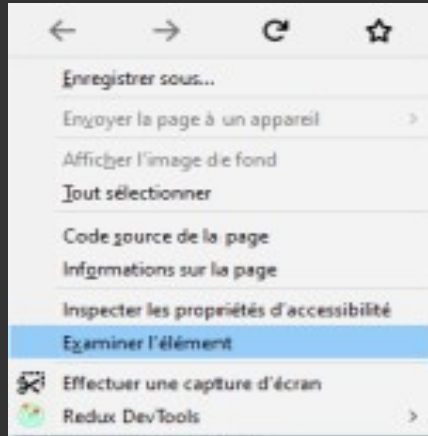 Enregistrer sous...
Envoyer la page à un appareil
Afficher l'image de fond
Tout sélectionner
Code source de la page
Informations sur la page
Inspecter les propriétés d'accessibilité
Examiner l'élément
Effectuer une capture d'écran
Redux DevTools